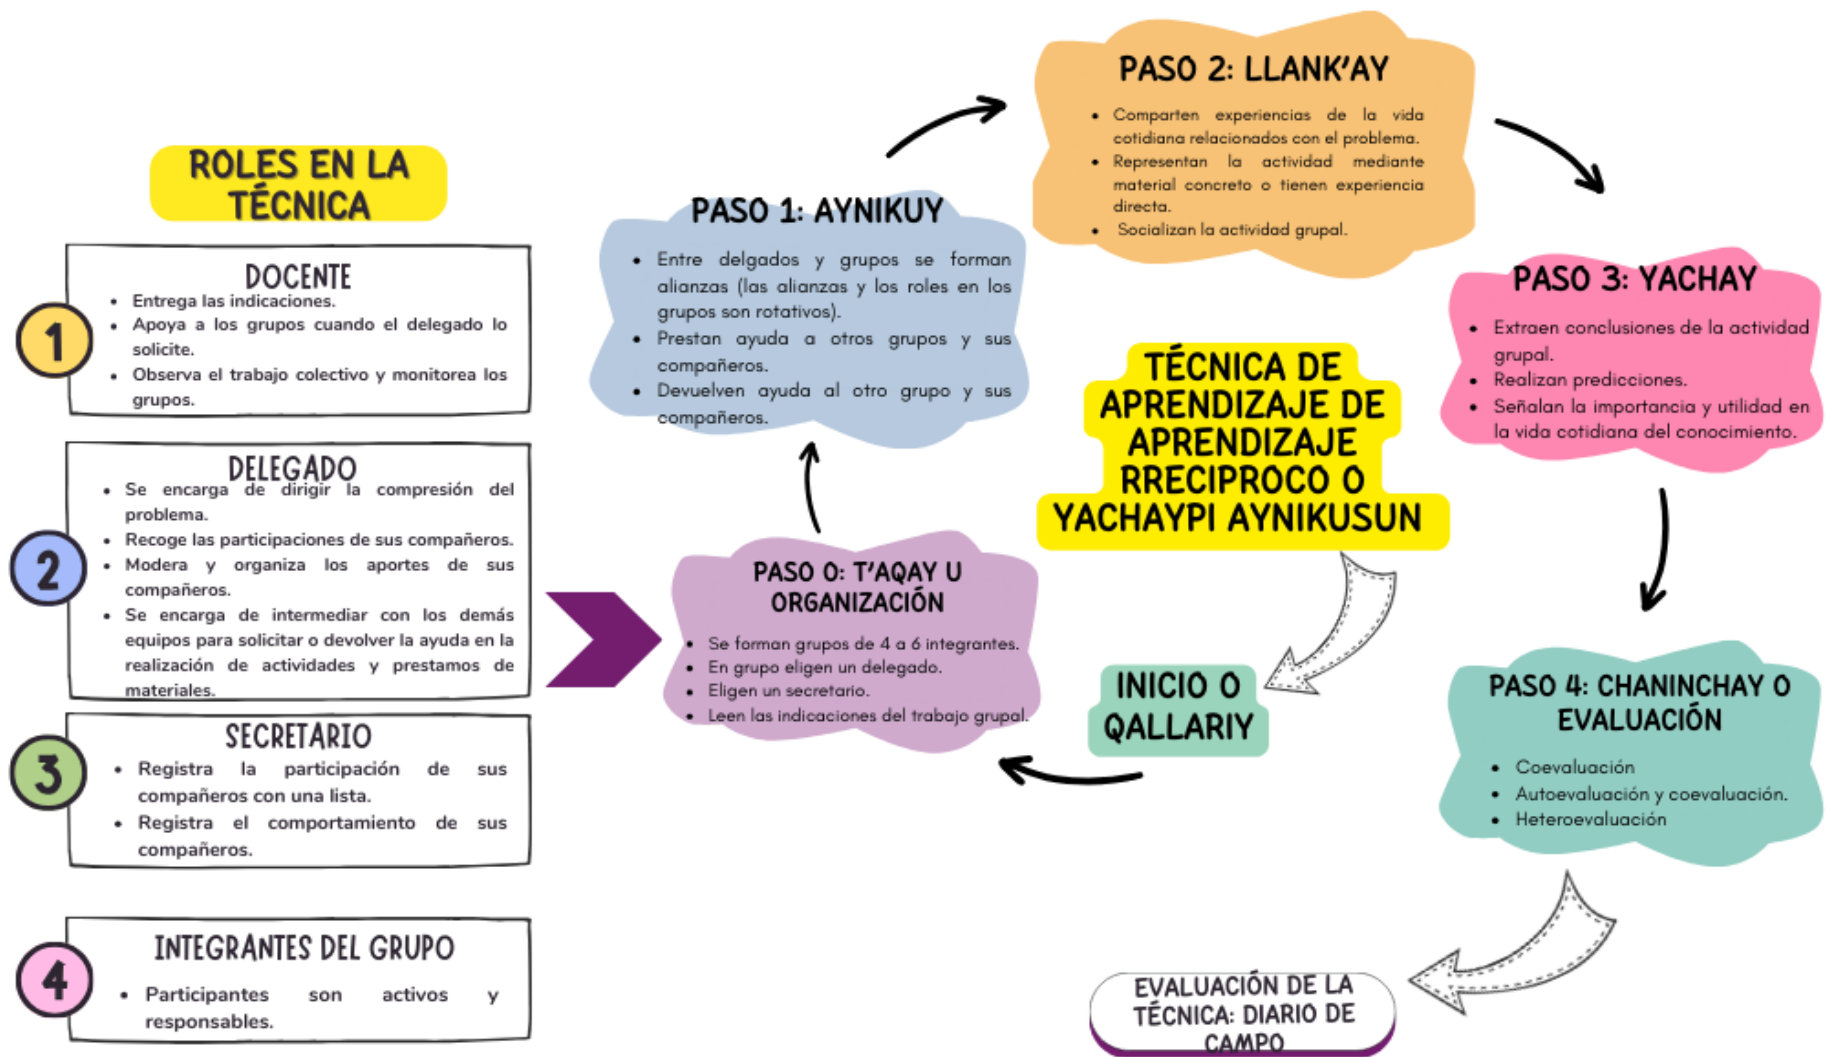 ROLES EN LA
TÉCNICA
1
DOCENTE
• Entrega las indicaciones.
• Apoya a los grupos cuando el delegado lo
solicite.
• Observa el trabajo colectivo y monitorea los
grupos.
2
DELEGADO
• Se encarga de dirigir la compresión del
problema.
• Recoge las participaciones de sus compañeros.
• Modera y organiza los aportes de sus
compañeros.
• Se encarga de intermediar con los demás
equipos para solicitar o devolver la ayuda en la
realización de actividades y prestamos de
materiales.
3
SECRETARIO
• Registra la participación de sus
compañeros con una lista.
• Registra el comportamiento de sus
compañeros.
4
INTEGRANTES DEL GRUPO
• Participantes son activos y
responsables.
TÉCNICA DE
APRENDIZAJE DE
APRENDIZAJE
RRECIPROCO O
YACHAYPI AYNIKUSUN
INICIO O
QALLARIY
PASO 0: T'AQAY U
ORGANIZACIÓN
• Se forman grupos de 4 a 6 integrantes.
• En grupo eligen un delegado.
• Eligen un secretario.
• Leen las indicaciones del trabajo grupal.
PASO 1: AYNIKUY
• Entre delgados y grupos se forman
alianzas (las alianzas y los roles en los
grupos son rotativos).
• Prestan ayuda a otros grupos y sus
compañeros.
• Devuelven ayuda al otro grupo y sus
compañeros.
PASO 2: LLANK'AY
• Comparten experiencias de la vida
cotidiana relacionados con el problema.
• Representan la actividad mediante
material concreto o tienen experiencia
directa.
• Socializan la actividad grupal.
PASO 3: YACHAY
• Extraen conclusiones de la actividad
grupal.
• Realizan predicciones.
• Señalan la importancia y utilidad en
la vida cotidiana del conocimiento.
PASO 4: CHANINCHAY O
EVALUACIÓN
• Coevaluación
• Autoevaluación y coevaluación.
• Heteroevaluación
EVALUACIÓN DE LA
TÉCNICA: DIARIO DE
CAMPO